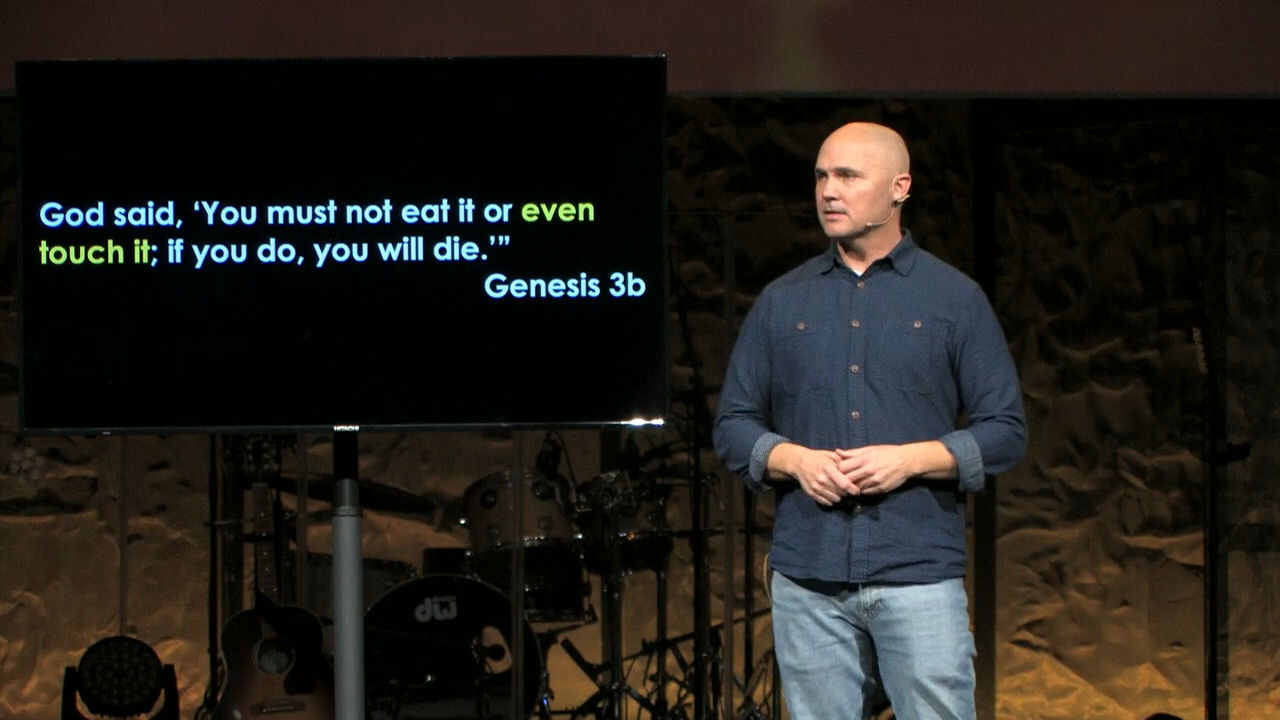 God said, ‘You must not eat it or even
touch it; if you do, you will die.’”
Genesis 3b
HITACHI
dw